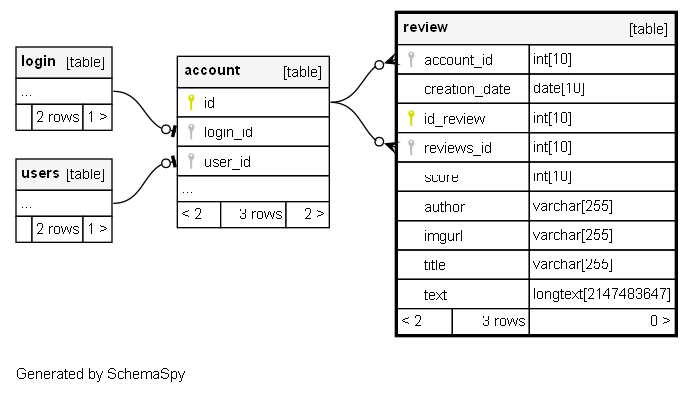 login [table]
...
2 rows 1 >
users [table]
...
2 rows 1 >
account [table]
id
login_id
user_id
...
< 2 3 rows 2 >
review [table]
account_id int[10]
creation_date date[10]
id_review int[10]
reviews_id int[10]
score int[10]
author varchar[255]
imgurl varchar[255]
title varchar[255]
text longtext[2147483647]
< 2 3 rows 0 >
Generated by SchemaSpy